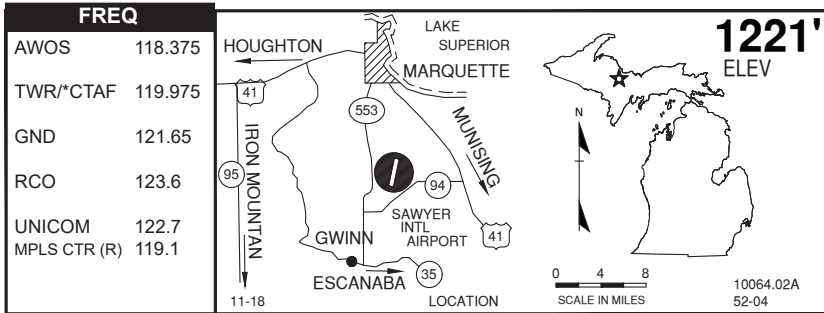 FREQ
AWOS 118.375
TWR/*CTAF 119.975
GND 121.65
RCO 123.6
UNICOM 122.7
MPLS CTR (R) 119.1
HOUGHTON
LAKE
SUPERIOR
MARQUETTE
41
553
MUNISING
95
IRON MOUNTAN
94
SAWYER
INTL
AIRPORT
41
GWINN
35
ESCANABA
11-18
LOCATION
1221'
ELEV
N
0 4 8
SCALE IN MILES
10064.02A
52-04